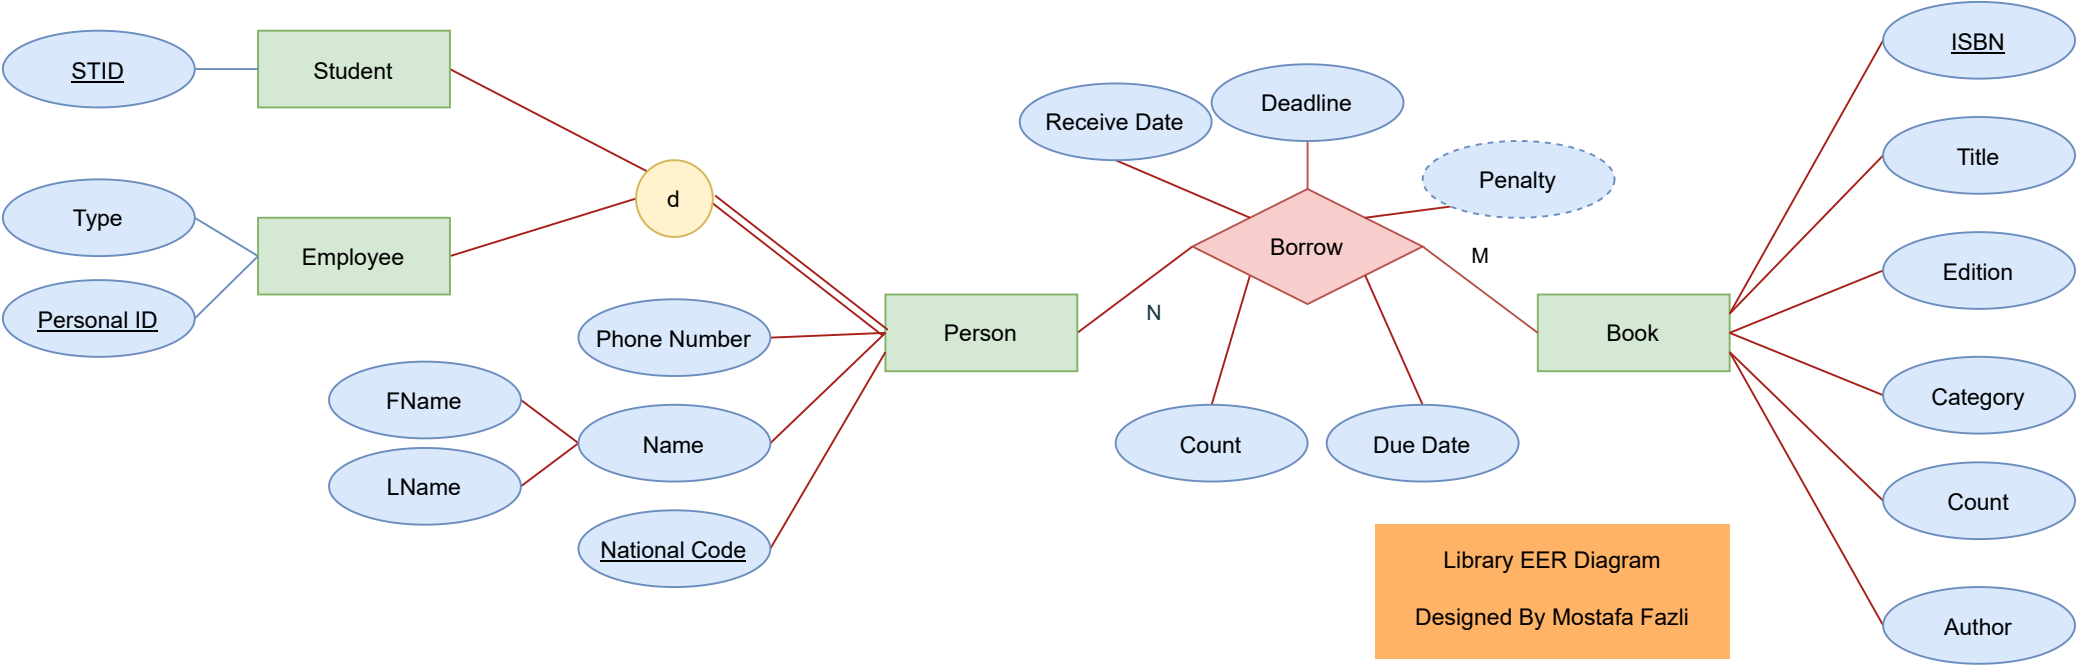 STID
Student
Type
Employee
Personal ID
d
Phone Number
FName
Name
LName
National Code
Person
N
Receive Date
Deadline
Penalty
Borrow
M
Count
Due Date
Book
ISBN
Title
Edition
Category
Count
Author
Library EER Diagram
Designed By Mostafa Fazli